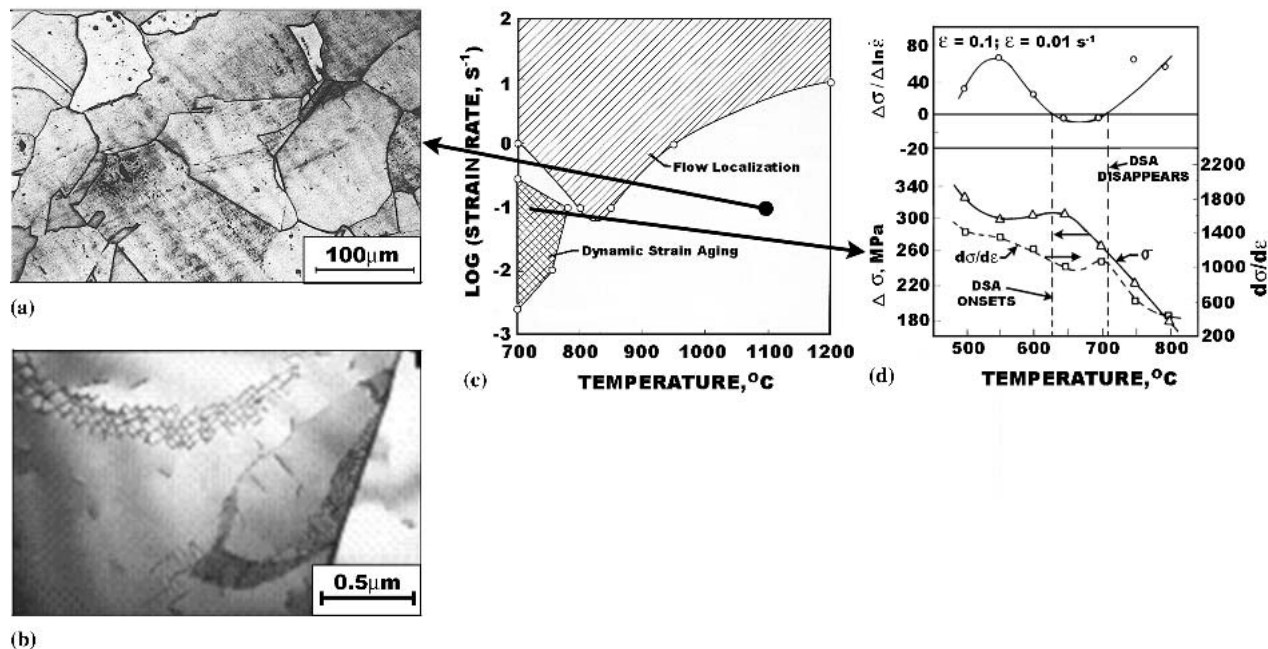 100μm
(a)
0.5μm
(b)
LOG (STRAIN RATE, S⁻¹)
2
1
0
-1
-2
-3
Flow Localization
Dynamic Strain Aging
700 800 900 1000 1100 1200
(c)
TEMPERATURE,ᴼC
Δσ/Δlnε̇
80
40
0
-20
ε = 0.1; ε = 0.01 s⁻¹
DSA
DISAPPEARS
Δ σ, MPa
340
300
260
220
180
2200
1800
1400
1000
600
200
dσ/dε
dσ/dε
σ
DSA
ONSETS
500 600 700 800
(d)
TEMPERATURE,ᴼC